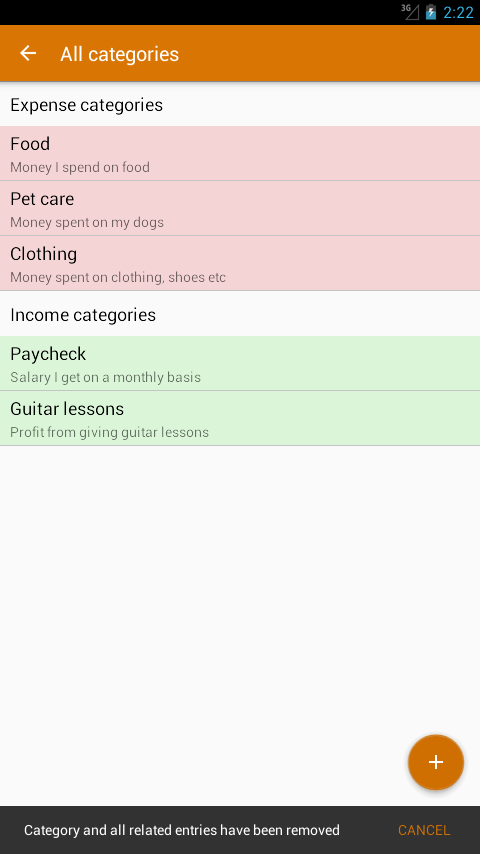 3G 2:22
All categories
Expense categories
Food
Money I spend on food
Pet care
Money spent on my dogs
Clothing
Money spent on clothing, shoes etc
Income categories
Paycheck
Salary I get on a monthly basis
Guitar lessons
Profit from giving guitar lessons
Category and all related entries have been removed CANCEL